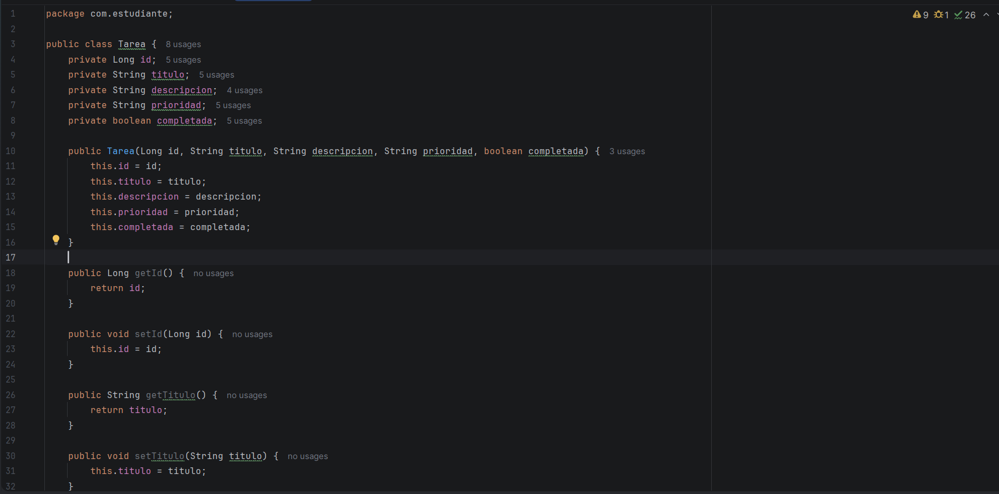 1 package com.estudiante;
2
3 public class Tarea { 8 usages
4 private Long id; 5 usages
5 private String titulo; 5 usages
6 private String descripcion; 4 usages
7 private String prioridad; 5 usages
8 private boolean completada; 5 usages
9
10 public Tarea(Long id, String titulo, String descripcion, String prioridad, boolean completada) { 3 usages
11 this.id = id;
12 this.titulo = titulo;
13 this.descripcion = descripcion;
14 this.prioridad = prioridad;
15 this.completada = completada;
16 }
17
18 public Long getId() { no usages
19 return id;
20 }
21
22 public void setId(Long id) { no usages
23 this.id = id;
24 }
25
26 public String getTitulo() { no usages
27 return titulo;
28 }
29
30 public void setTitulo(String titulo) { no usages
31 this.titulo = titulo;
32 }
9 1 26